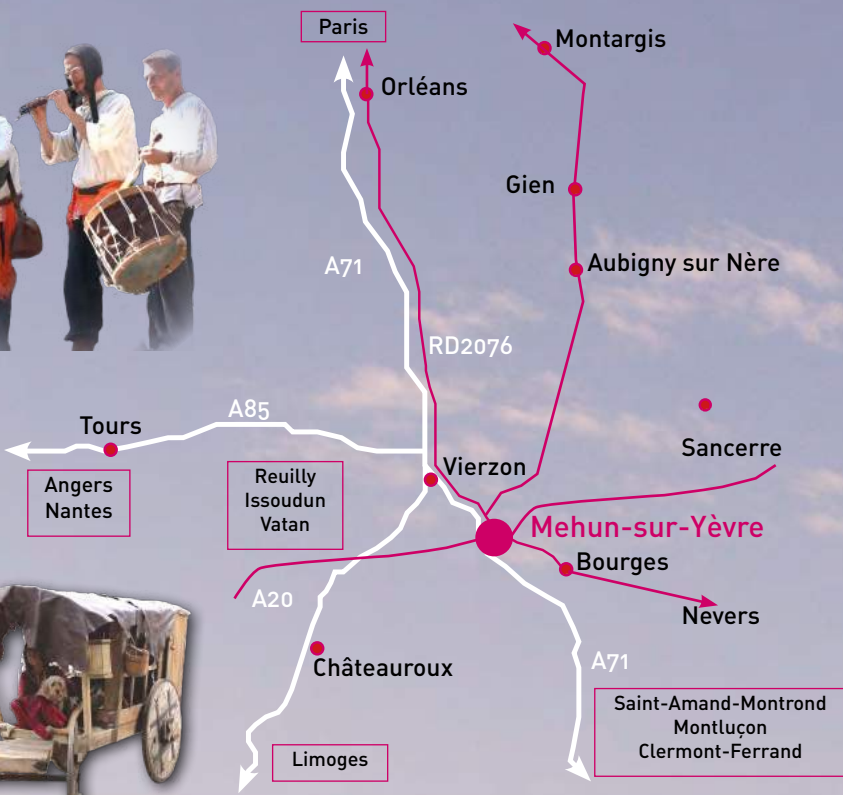 Paris
Montargis
Orléans
Gien
A71
Aubigny sur Nère
RD2076
A85
Tours
Sancerre
Angers
Nantes
Reuilly
Issoudun
Vatan
Vierzon
Mehun-sur-Yèvre
Bourges
A20
Nevers
Châteauroux
A71
Saint-Amand-Montrond
Montluçon
Clermont-Ferrand
Limoges